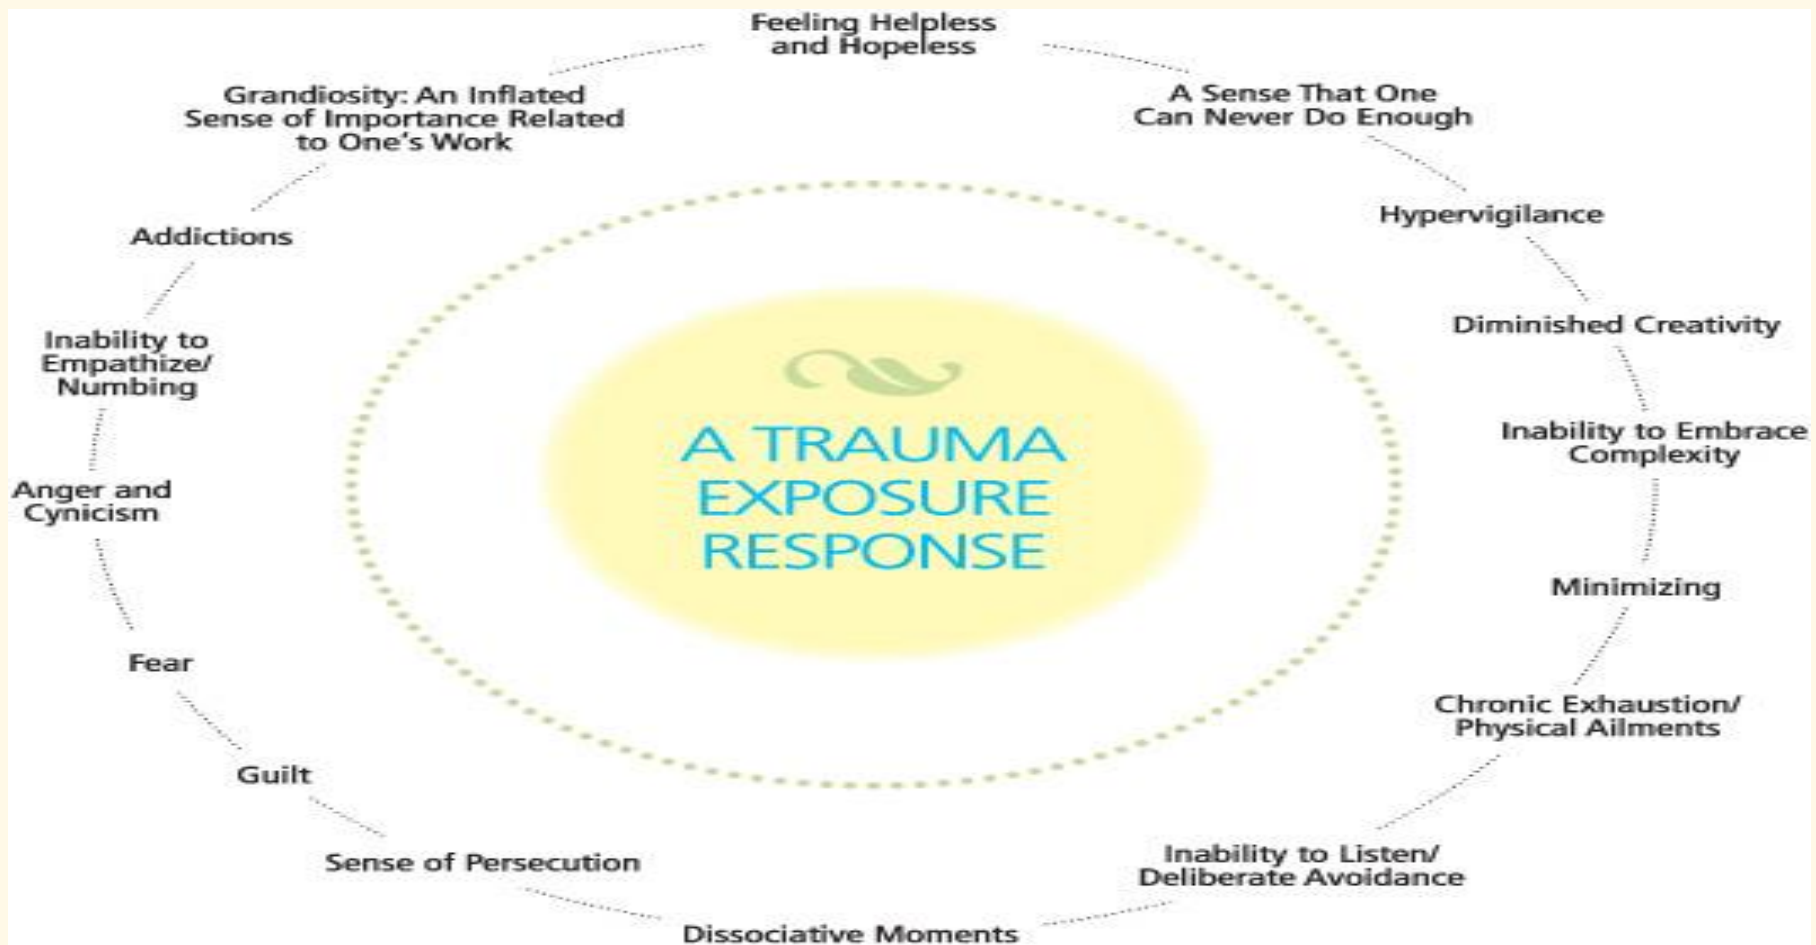 A TRAUMA
EXPOSURE
RESPONSE
Feeling Helpless
and Hopeless
A Sense That One
Can Never Do Enough
Hypervigilance
Diminished Creativity
Inability to Embrace
Complexity
Minimizing
Chronic Exhaustion/
Physical Ailments
Inability to Listen/
Deliberate Avoidance
Dissociative Moments
Sense of Persecution
Guilt
Fear
Anger and
Cynicism
Inability to
Empathize/
Numbing
Addictions
Grandiosity: An Inflated
Sense of Importance Related
to One's Work